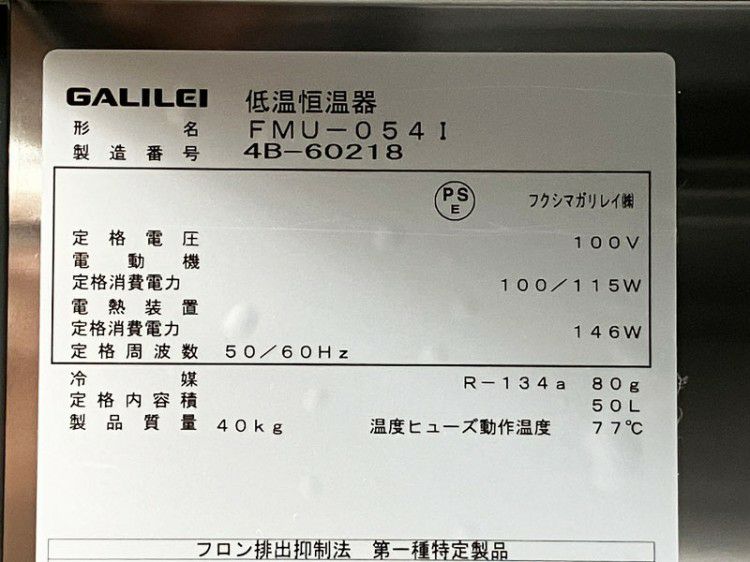 GALILEI 低温恒温器
形名 FMU-054I
製造番号 4B-60218
PS E フクシマガリレイ㈱
定格電圧 100V
電動機
定格消費電力 100/115W
電熱装置
定格消費電力 146W
定格周波数 50/60Hz
冷媒 R-134a 80g
定格内容積 50L
製品質量 40kg 温度ヒューズ動作温度 77℃
フロン排出抑制法 第一種特定製品